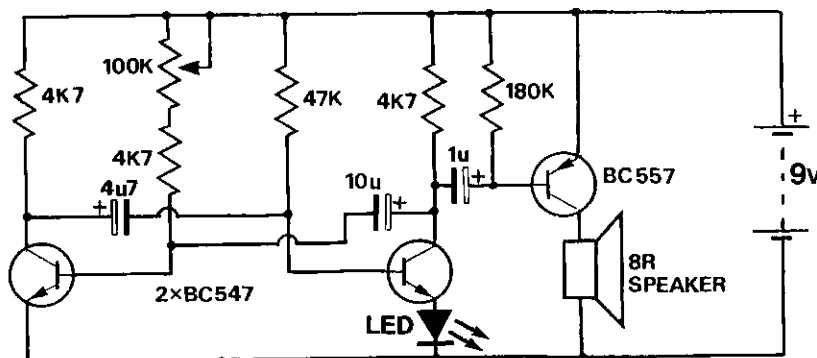 100K
4K7
47K
4K7
180K
4K7
1u
+
+
4u7
+
10u
+
BC557
9v
2×BC547
8R
SPEAKER
LED